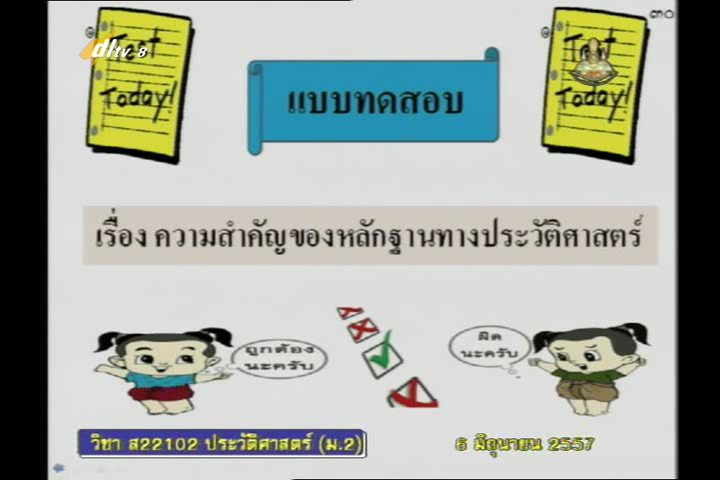 ๓๐
dltv 8
Test
Today!
Test
Today!
แบบทดสอบ
เรื่อง ความสำคัญของหลักฐานทางประวัติศาสตร์
ถูกต้อง
นะครับ
ผิด
นะครับ
วิชา ส22102 ประวัติศาสตร์ (ม.2)
6 มิถุนายน 2557